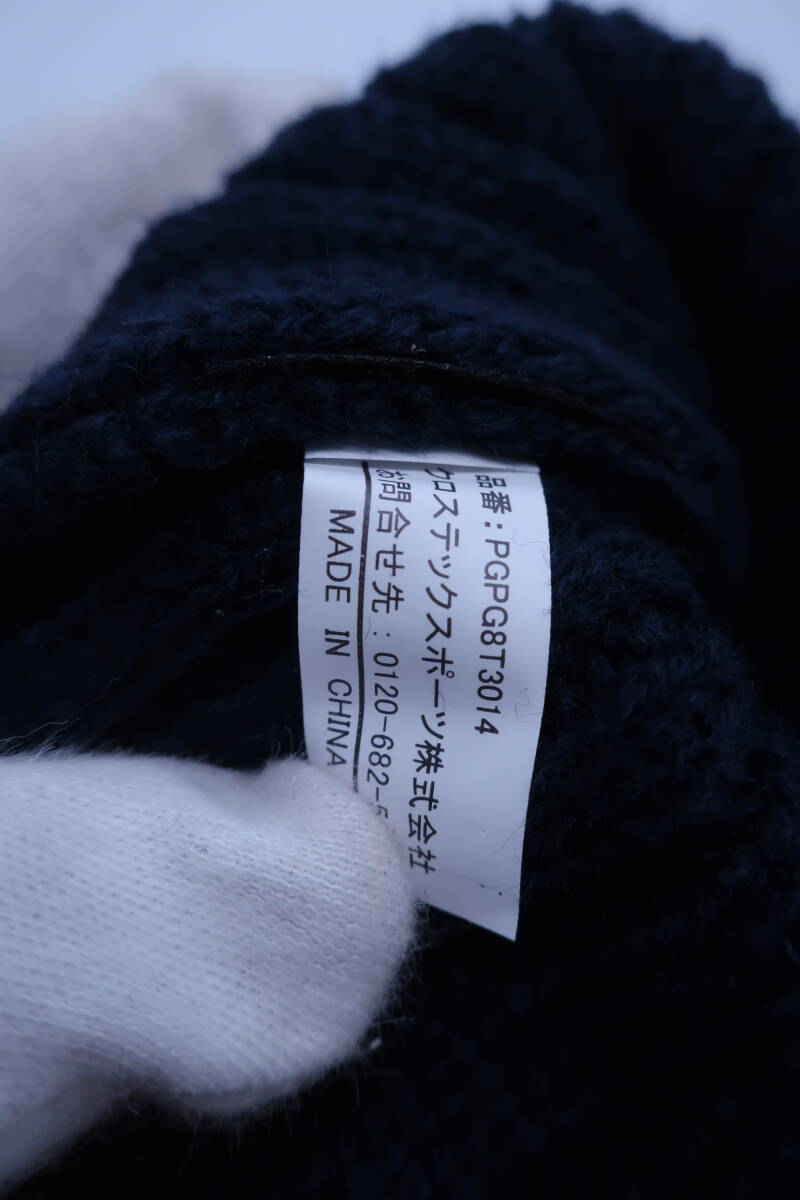 品番：PGPG8T3014
クロステックスポーツ株式会社
お問合せ先：0120-682-
MADE IN CHINA